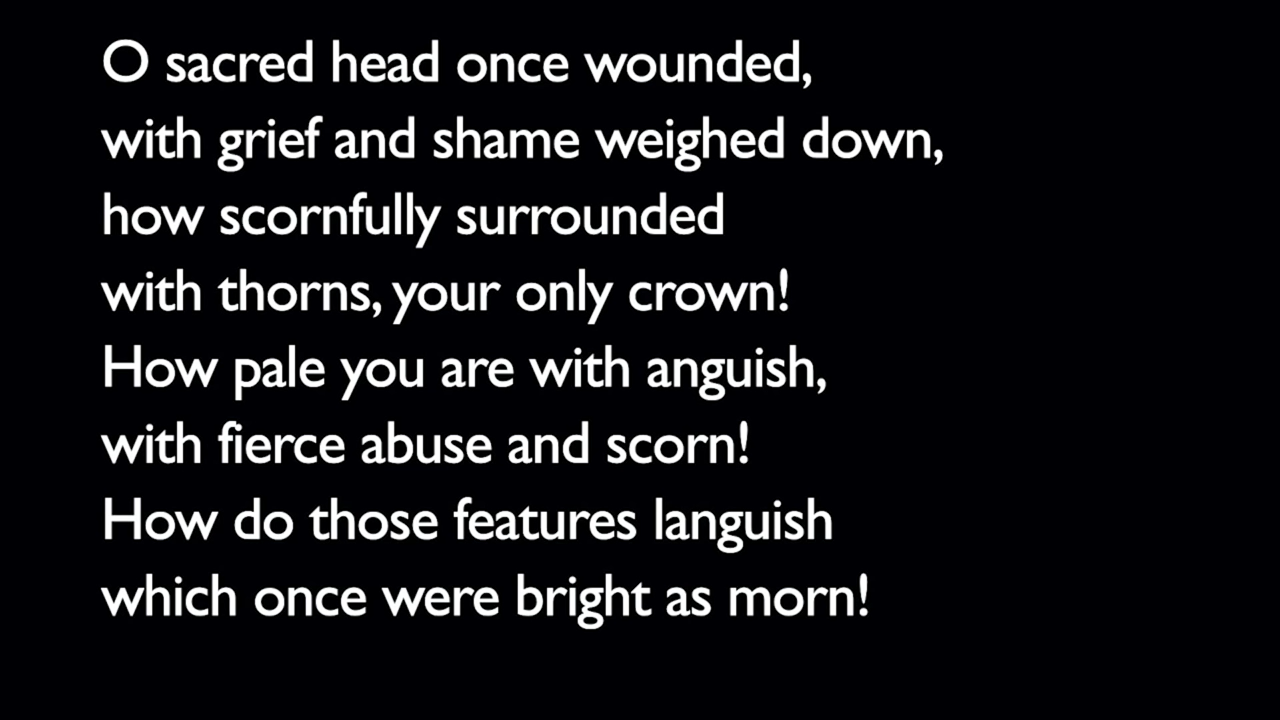 O sacred head once wounded,
with grief and shame weighed down,
how scornfully surrounded
with thorns, your only crown!
How pale you are with anguish,
with fierce abuse and scorn!
How do those features languish
which once were bright as morn!